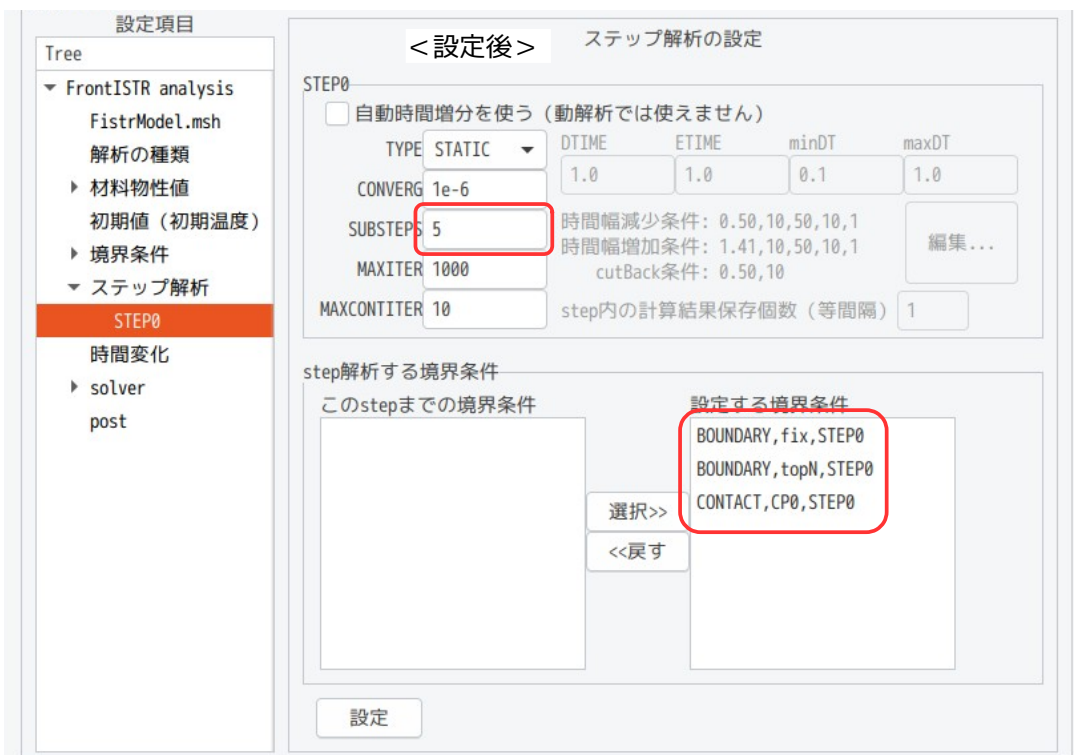 設定項目
Tree
FrontISTR analysis
FistrModel.msh
解析の種類
材料物性値
初期値（初期温度）
境界条件
ステップ解析
STEP0
時間変化
solver
post
＜設定後＞
ステップ解析の設定
STEP0
自動時間増分を使う（動解析では使えません）
TYPE STATIC
DTIME ETIME minDT maxDT
1.0 1.0 0.1 1.0
CONVERG 1e-6
SUBSTEPS 5
MAXITER 1000
MAXCONTITER 10
時間幅減少条件: 0.50,10,50,10,1
時間幅増加条件: 1.41,10,50,10,1
cutBack条件: 0.50,10
編集...
step内の計算結果保存個数（等間隔） 1
step解析する境界条件
このstepまでの境界条件
設定する境界条件
BOUNDARY,fix,STEP0
BOUNDARY,topN,STEP0
CONTACT,CP0,STEP0
選択>>
<<戻す
設定